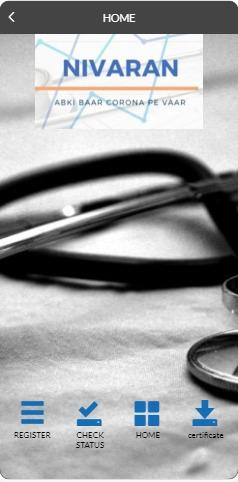 HOME
NIVARAN
ABKI BAAR CORONA PE VAAR
REGISTER
CHECK
STATUS
HOME
certificate